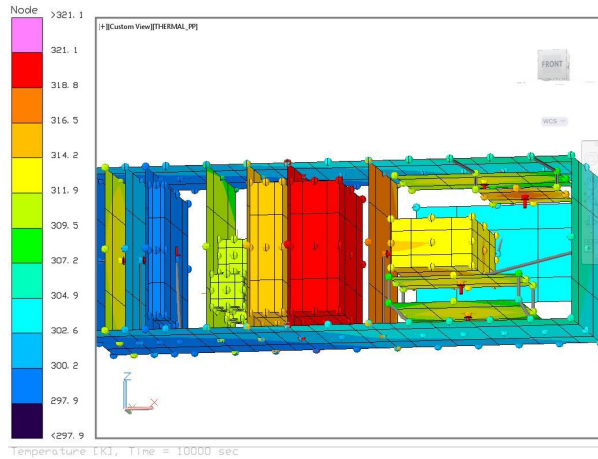 Node
>321. 1
[+][Custom View][THERMAL_PP]
321. 1
318. 8
FRONT
316. 5
WCS
314. 2
311. 9
309. 5
307. 2
304. 9
302. 6
300. 2
297. 9
<297. 9
Z
X
Temperature [K], Time = 10000 sec